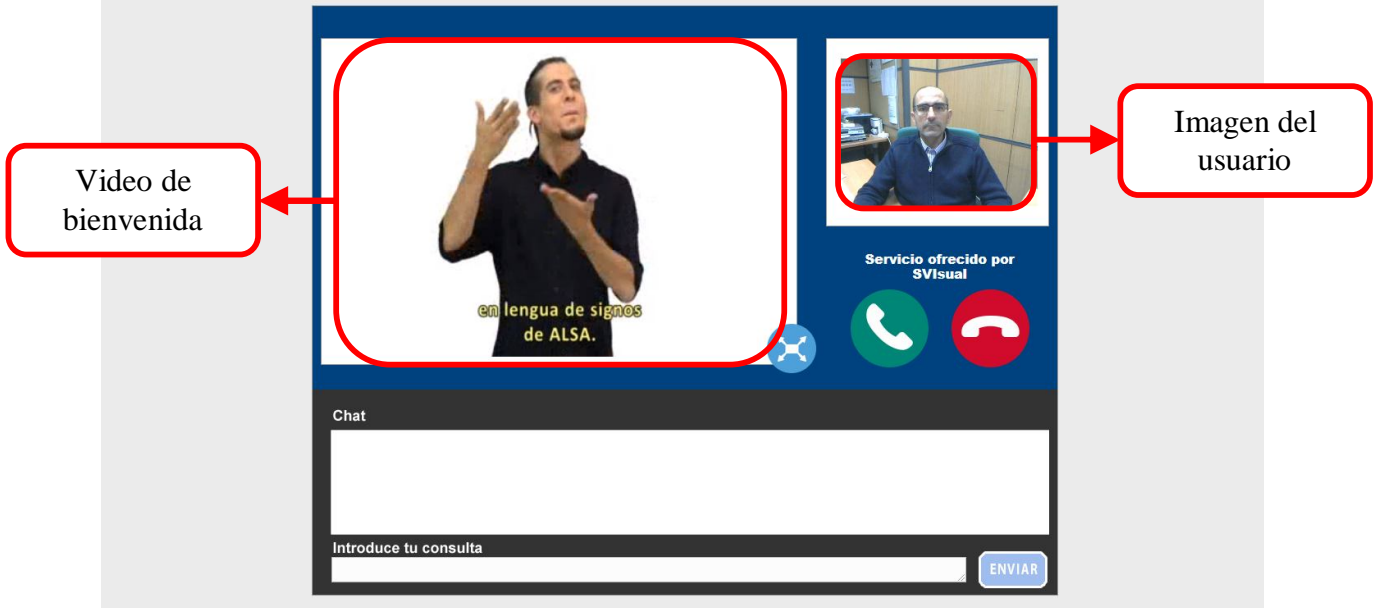 Video de
bienvenida
en lengua de signos
de ALSA.
Imagen del
usuario
Servicio ofrecido por
SVIsual
Chat
Introduce tu consulta
ENVIAR